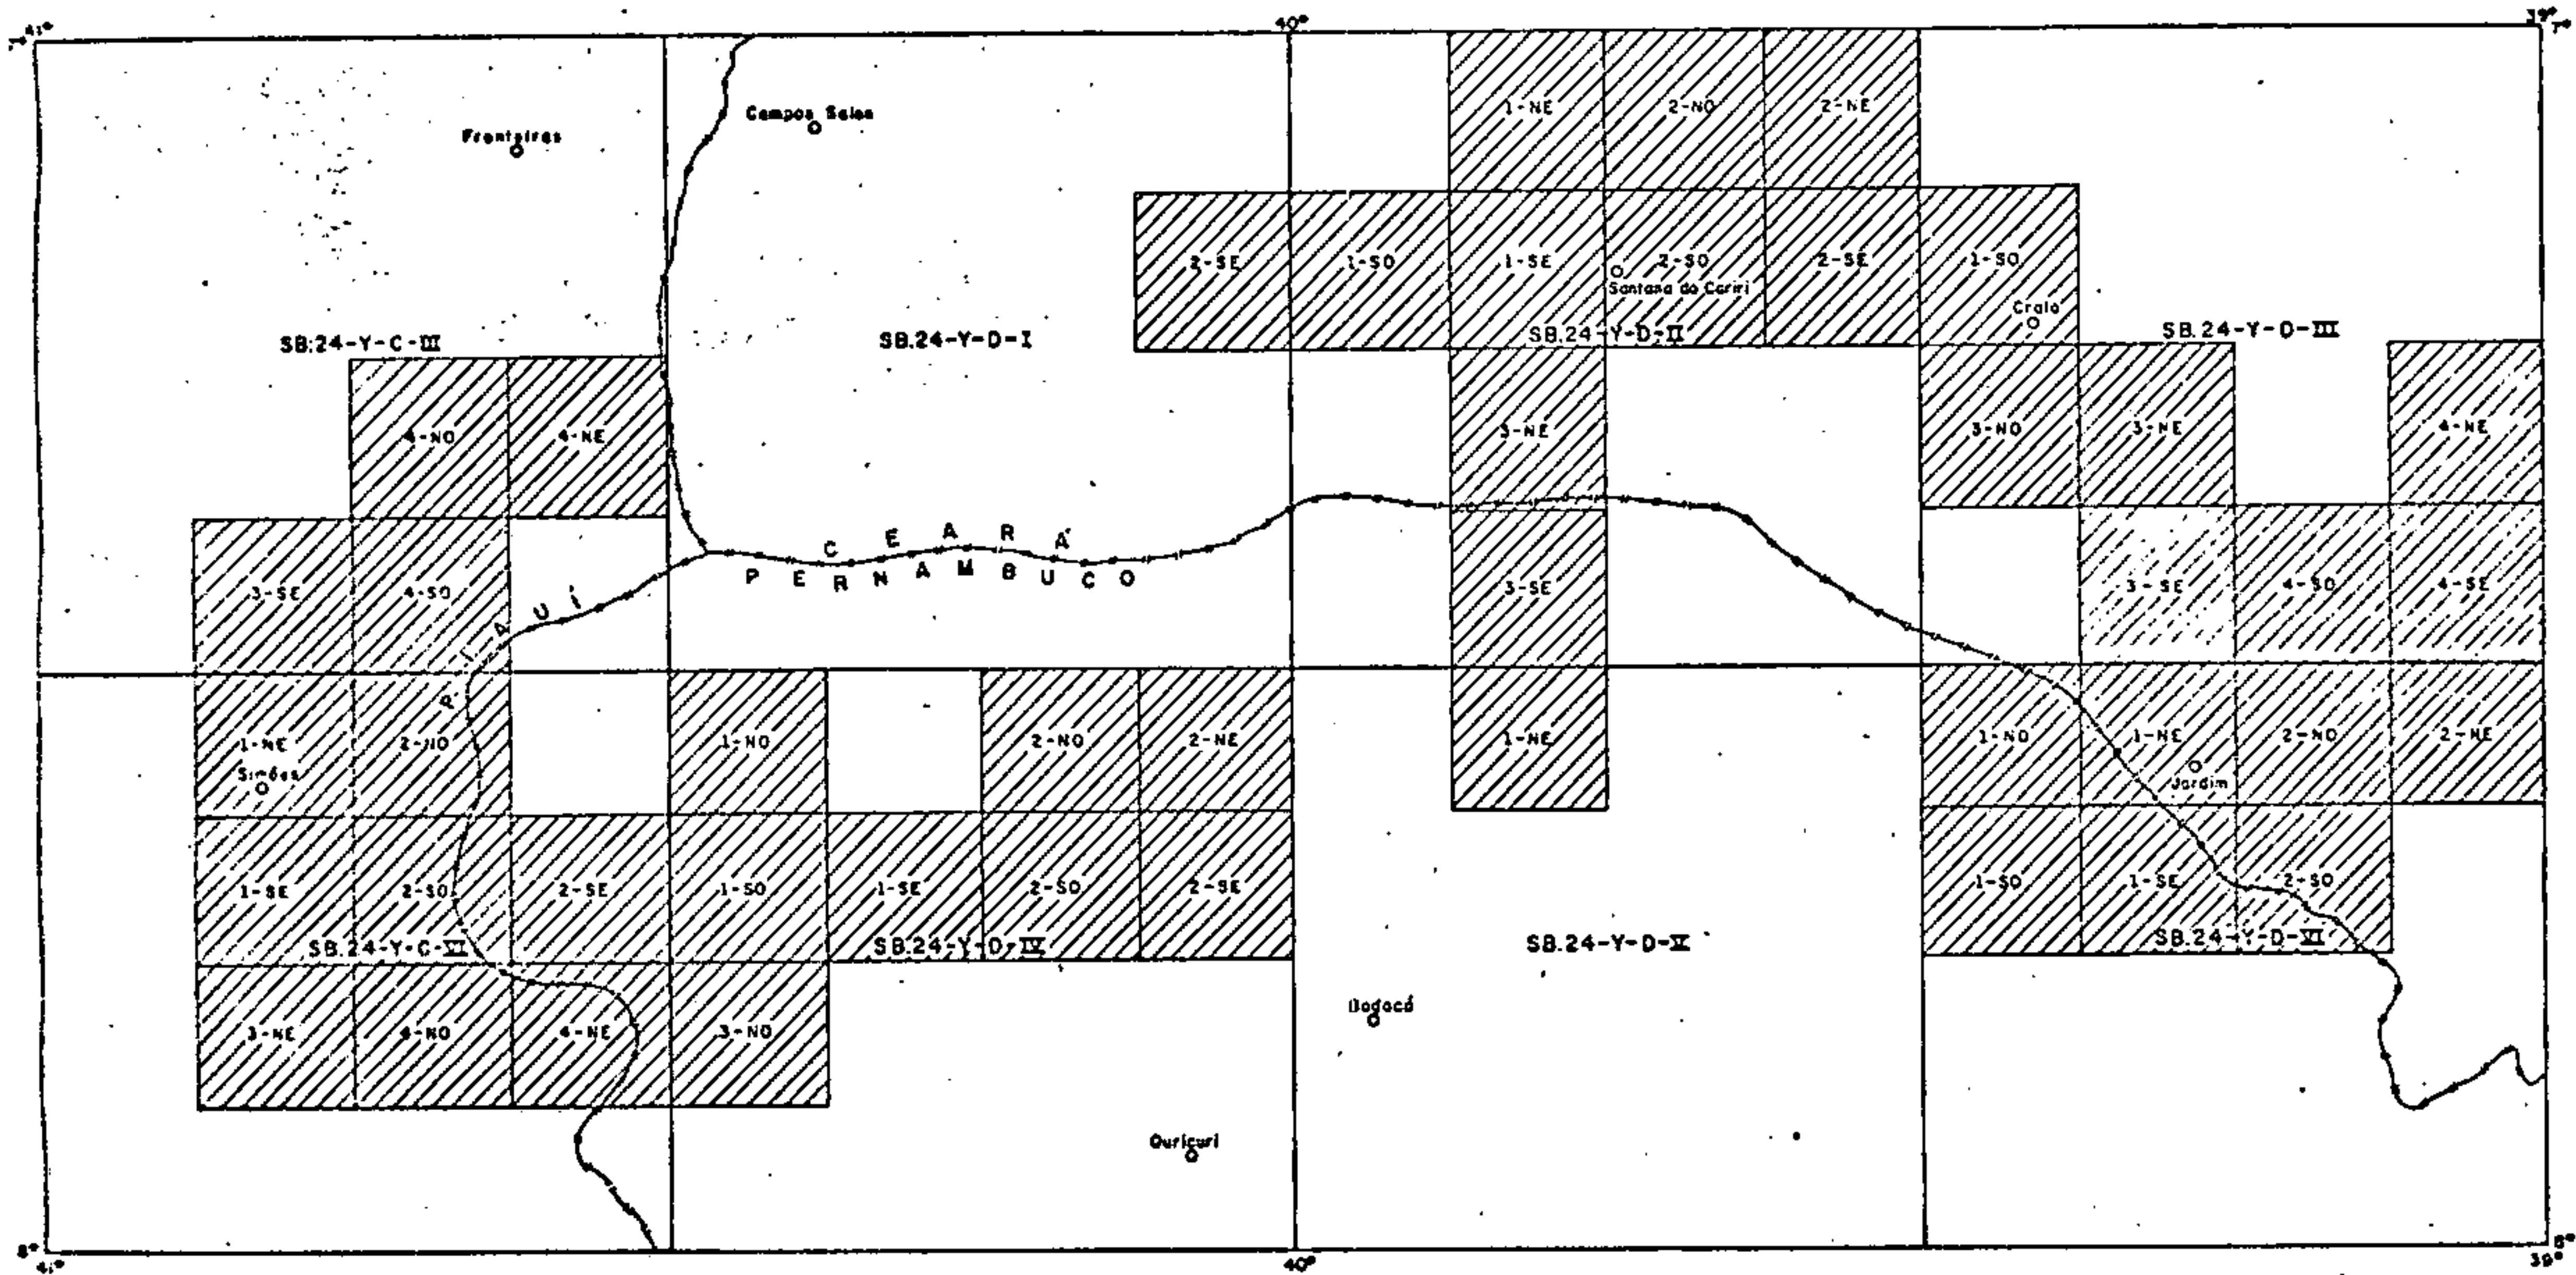 41° 40° 39°
7° 7°
Fronteiras
Campos Sales
1-NE 2-NO 2-NE
2-SE 1-SO 1-SE 2-SO 2-SE 1-SO
Santana do Cariri
Crato
SB.24-Y-C-III SB.24-Y-D-I SB.24-Y-D-II SB.24-Y-D-III
4-NO 4-NE 3-NE 3-NO 3-NE 4-NE
CEARÁ
PERNAMBUCO
PIAUÍ
3-SE 4-SO 3-SE 3-SE 4-SO 4-SE
1-NE 2-NO 1-NO 2-NO 2-NE 1-NE 1-NO 1-NE 2-NO 2-NE
Simões
Jardim
1-SE 2-SO 2-SE 1-SO 1-SE 2-SO 2-SE 1-SO 1-SE 2-SO
SB.24-Y-C-VI SB.24-Y-D-IV SB.24-Y-D-V SB.24-Y-D-VI
Bodocó
3-NE 4-NO 4-NE 3-NO
Ouricuri
8° 8°
41° 40° 39°